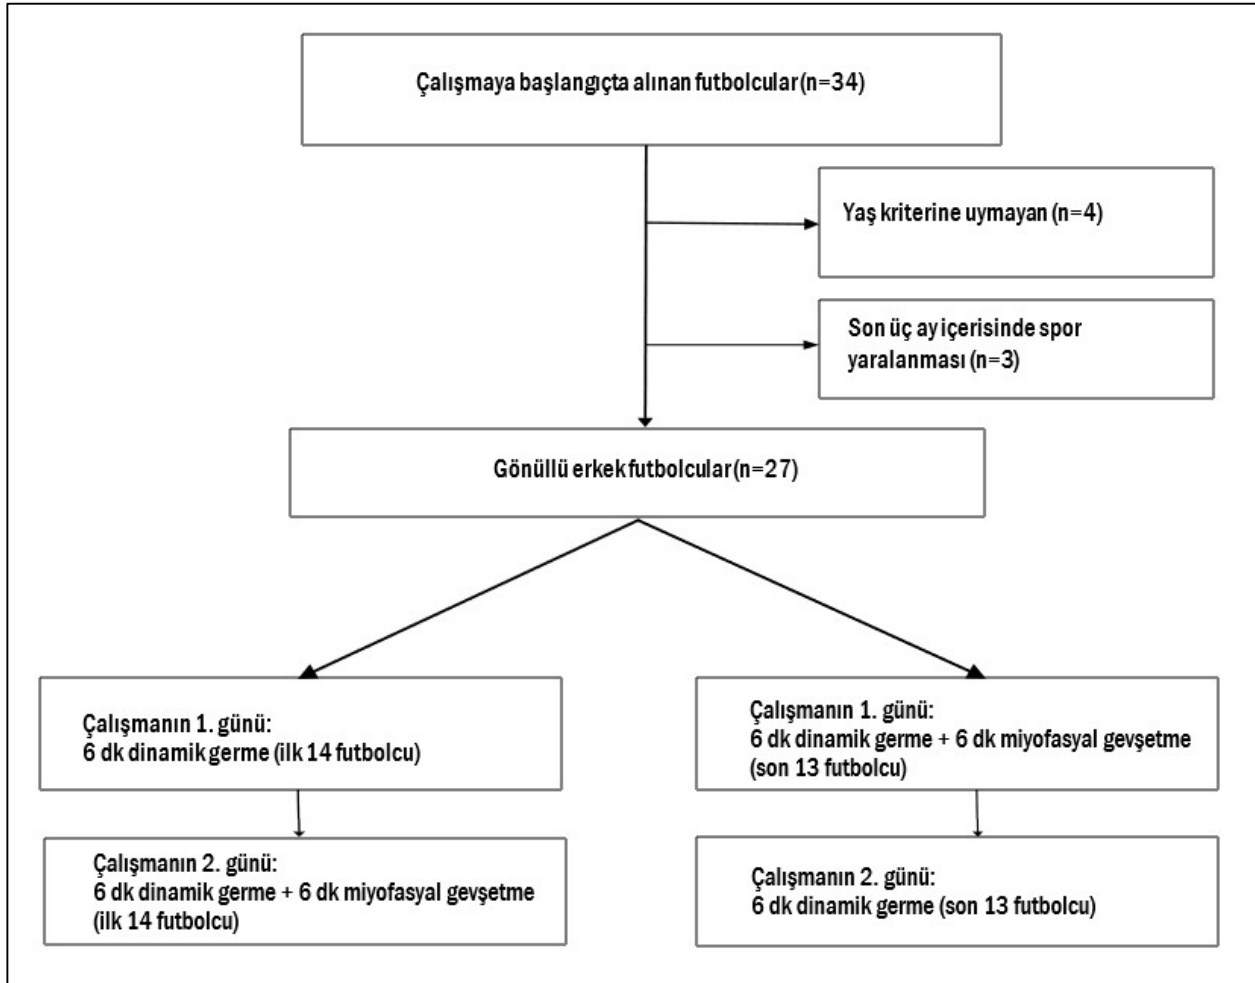 Çalışmaya başlangıçta alınan futbolcular (n=34)
Yaş kriterine uymayan (n=4)
Son üç ay içerisinde spor
yaralanması (n=3)
Gönüllü erkek futbolcular (n=27)
Çalışmanın 1. günü:
6 dk dinamik germe (ilk 14 futbolcu)
Çalışmanın 1. günü:
6 dk dinamik germe + 6 dk miyofasyal gevşetme
(son 13 futbolcu)
Çalışmanın 2. günü:
6 dk dinamik germe + 6 dk miyofasyal gevşetme
(ilk 14 futbolcu)
Çalışmanın 2. günü:
6 dk dinamik germe (son 13 futbolcu)